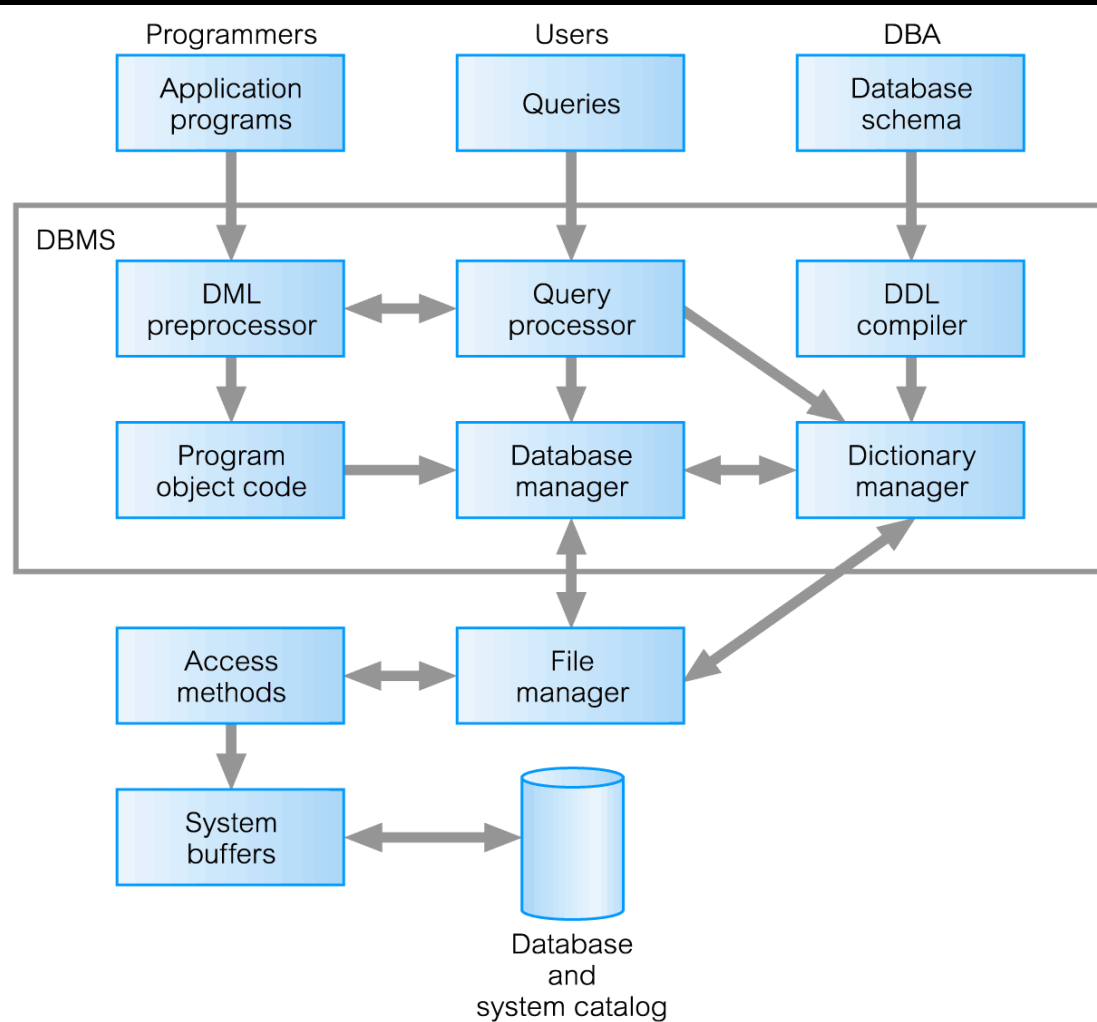 Programmers
Users
DBA
Application
programs
Queries
Database
schema
DBMS
DML
preprocessor
Query
processor
DDL
compiler
Program
object code
Database
manager
Dictionary
manager
Access
methods
File
manager
System
buffers
Database
and
system catalog